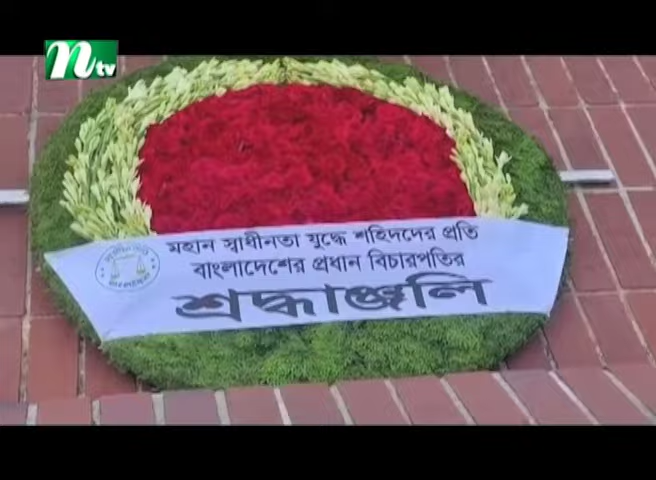 ntv
মহান স্বাধীনতা যুদ্ধে শহিদদের প্রতি
বাংলাদেশের প্রধান বিচারপতির
শ্রদ্ধাঞ্জলি